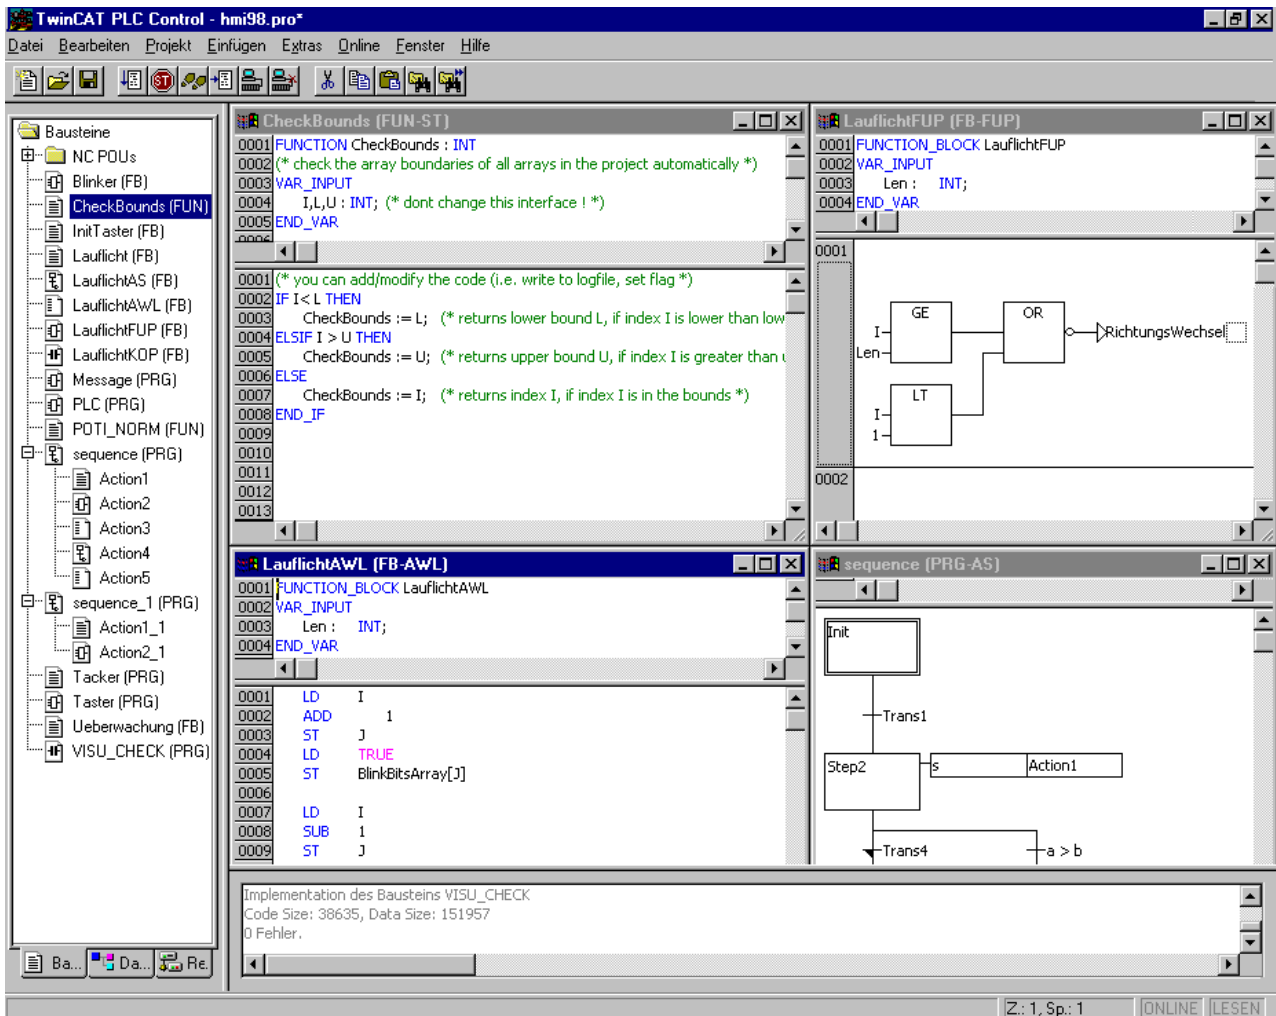 TwinCAT PLC Control - hmi98.pro*
Datei Bearbeiten Projekt Einfügen Extras Online Fenster Hilfe
Bausteine
NC POUs
Blinker (FB)
CheckBounds (FUN)
InitTaster (FB)
Lauflicht (FB)
LauflichtAS (FB)
LauflichtAWL (FB)
LauflichtFUP (FB)
LauflichtKOP (FB)
Message (PRG)
PLC (PRG)
POTI_NORM (FUN)
sequence (PRG)
Action1
Action2
Action3
Action4
Action5
sequence_1 (PRG)
Action1_1
Action2_1
Tacker (PRG)
Taster (PRG)
Ueberwachung (FB)
VISU_CHECK (PRG)
Ba... Da... Re.
CheckBounds (FUN-ST)
0001 FUNCTION CheckBounds : INT
0002 (* check the array boundaries of all arrays in the project automatically *)
0003 VAR_INPUT
0004 I,L,U : INT; (* dont change this interface ! *)
0005 END_VAR
0006
0001 (* you can add/modify the code (i.e. write to logfile, set flag *)
0002 IF I< L THEN
0003 CheckBounds := L; (* returns lower bound L, if index I is lower than low
0004 ELSIF I > U THEN
0005 CheckBounds := U; (* returns upper bound U, if index I is greater than u
0006 ELSE
0007 CheckBounds := I; (* returns index I, if index I is in the bounds *)
0008 END_IF
0009
0010
0011
0012
0013
LauflichtFUP (FB-FUP)
0001 FUNCTION_BLOCK LauflichtFUP
0002 VAR_INPUT
0003 Len : INT;
0004 END_VAR
0001
GE OR
I
Len
RichtungsWechsel
LT
I
1
0002
LauflichtAWL (FB-AWL)
0001 FUNCTION_BLOCK LauflichtAWL
0002 VAR_INPUT
0003 Len : INT;
0004 END_VAR
0001 LD I
0002 ADD 1
0003 ST J
0004 LD TRUE
0005 ST BlinkBitsArray[J]
0006
0007 LD I
0008 SUB 1
0009 ST J
sequence (PRG-AS)
Init
Trans1
Step2 s Action1
Trans4 a > b
Implementation des Bausteins VISU_CHECK
Code Size: 38635, Data Size: 151957
0 Fehler.
Z.: 1, Sp.: 1 ONLINE LESEN